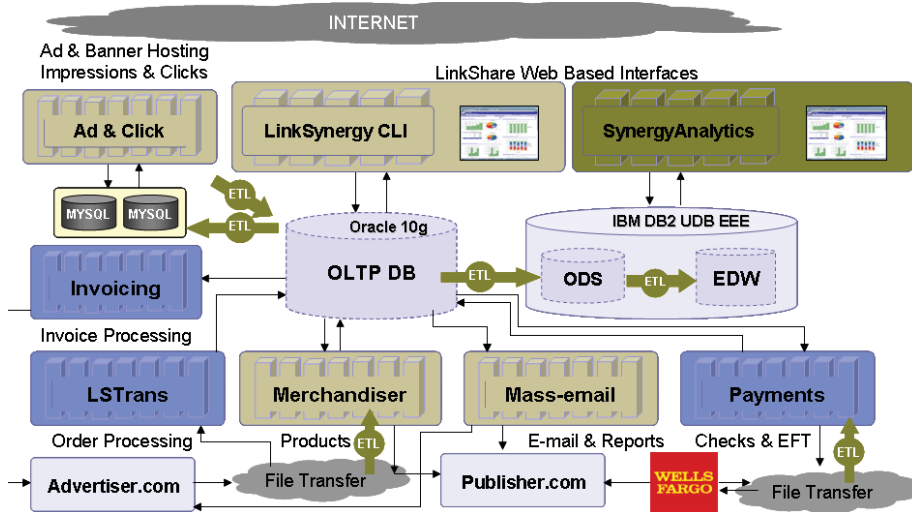 INTERNET
Ad & Banner Hosting
Impressions & Clicks
LinkShare Web Based Interfaces
Ad & Click
LinkSynergy CLI
SynergyAnalytics
ETL
MYSQL
MYSQL
ETL
Oracle 10g
IBM DB2 UDB EEE
OLTP DB
ETL
ODS
ETL
EDW
Invoicing
Invoice Processing
LSTrans
Merchandiser
Mass-email
Payments
Order Processing
Products
ETL
E-mail & Reports
Checks & EFT
ETL
Advertiser.com
File Transfer
Publisher.com
WELLS
FARGO
File Transfer